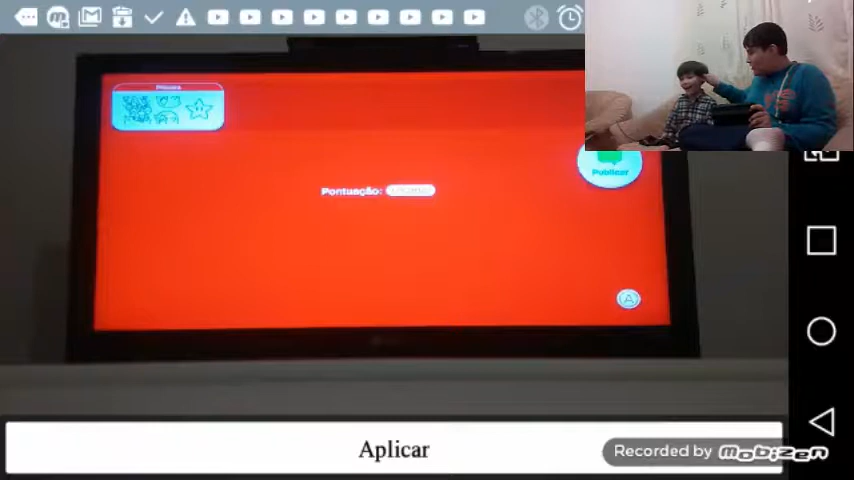 Publicar
Pontuação:
A
Aplicar
Recorded by mobizen